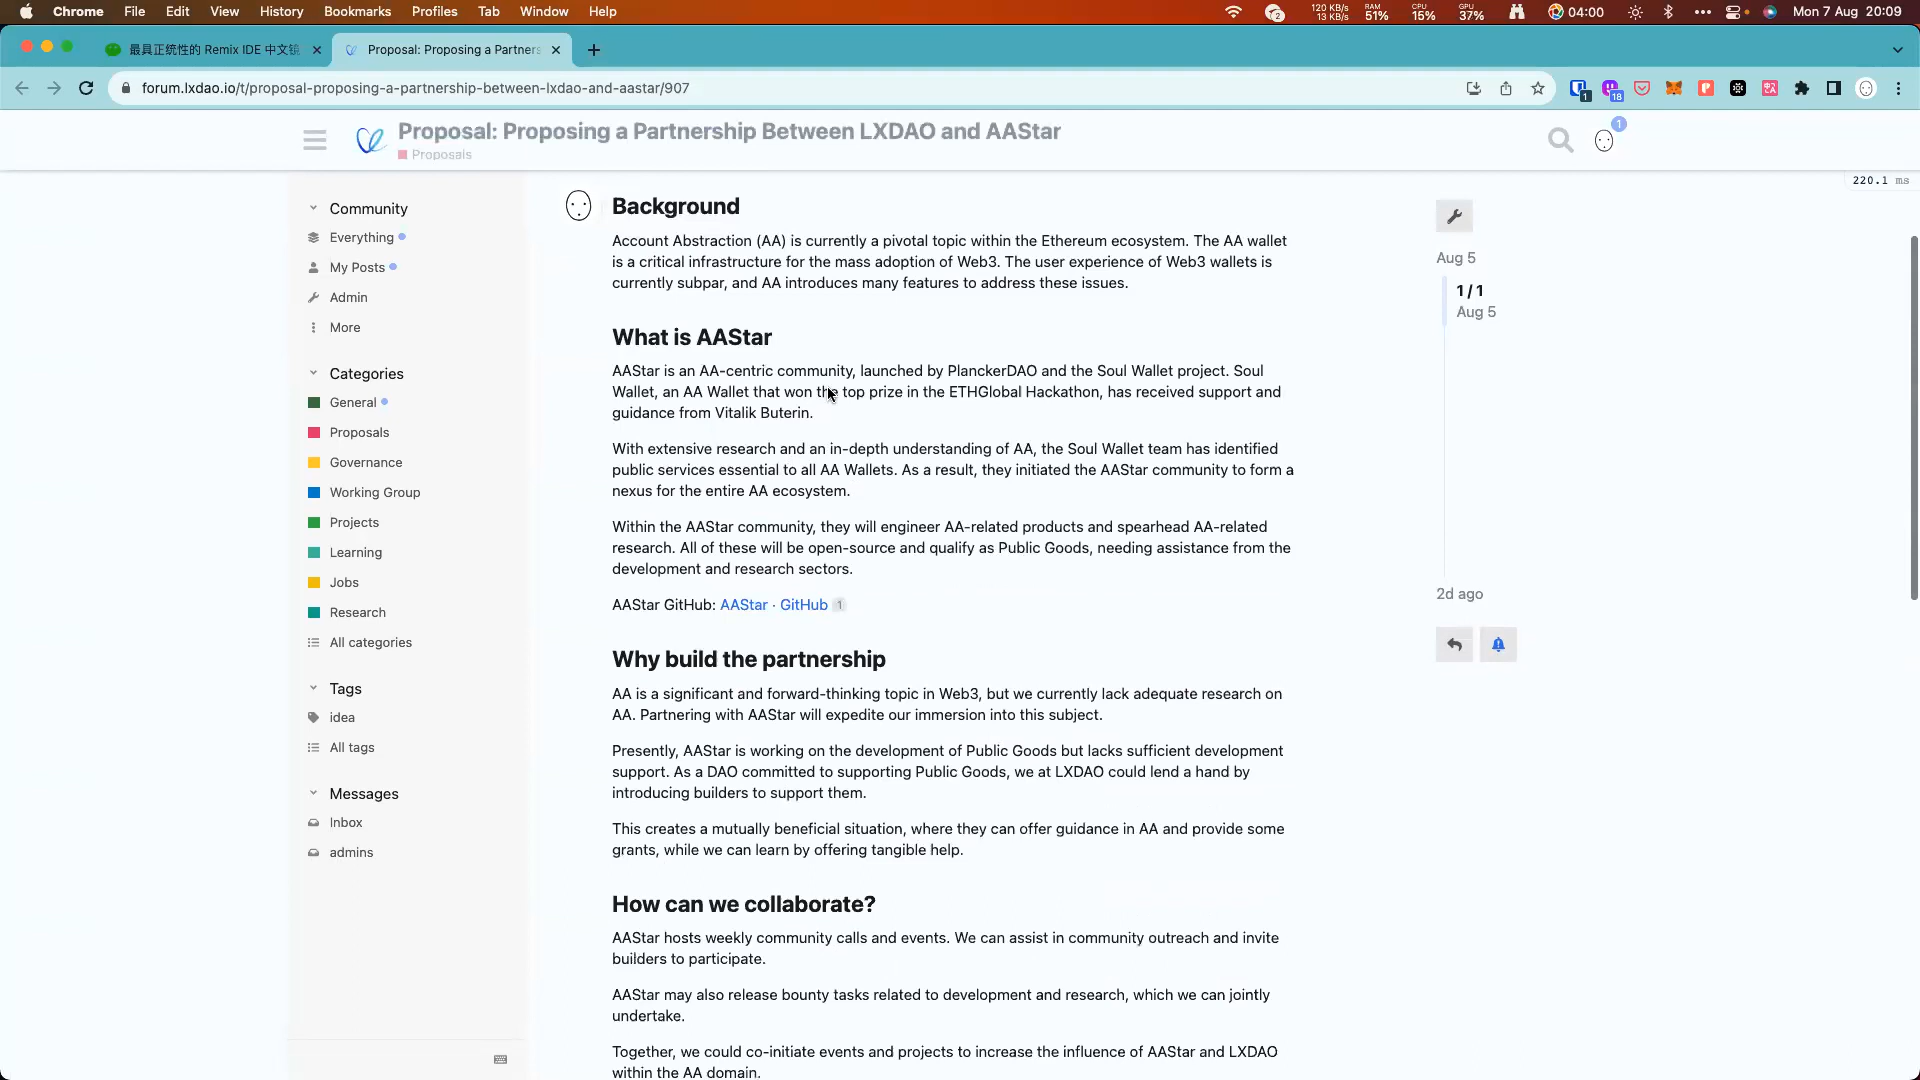 Chrome File Edit View History Bookmarks Profiles Tab Window Help
2
120 KB/s
13 KB/s
RAM
51%
CPU
15%
GPU
37%
04:00
Mon 7 Aug 20:09
最具正统性的 Remix IDE 中文镜
Proposal: Proposing a Partners
forum.lxdao.io/t/proposal-proposing-a-partnership-between-lxdao-and-aastar/907
1
18
Proposal: Proposing a Partnership Between LXDAO and AAStar
Proposals
1
220.1 ms
Community
Everything
My Posts
Admin
More
Categories
General
Proposals
Governance
Working Group
Projects
Learning
Jobs
Research
All categories
Tags
idea
All tags
Messages
Inbox
admins
Background
Account Abstraction (AA) is currently a pivotal topic within the Ethereum ecosystem. The AA wallet
is a critical infrastructure for the mass adoption of Web3. The user experience of Web3 wallets is
currently subpar, and AA introduces many features to address these issues.
What is AAStar
AAStar is an AA-centric community, launched by PlanckerDAO and the Soul Wallet project. Soul
Wallet, an AA Wallet that won the top prize in the ETHGlobal Hackathon, has received support and
guidance from Vitalik Buterin.
With extensive research and an in-depth understanding of AA, the Soul Wallet team has identified
public services essential to all AA Wallets. As a result, they initiated the AAStar community to form a
nexus for the entire AA ecosystem.
Within the AAStar community, they will engineer AA-related products and spearhead AA-related
research. All of these will be open-source and qualify as Public Goods, needing assistance from the
development and research sectors.
AAStar GitHub: AAStar · GitHub 1
Why build the partnership
AA is a significant and forward-thinking topic in Web3, but we currently lack adequate research on
AA. Partnering with AAStar will expedite our immersion into this subject.
Presently, AAStar is working on the development of Public Goods but lacks sufficient development
support. As a DAO committed to supporting Public Goods, we at LXDAO could lend a hand by
introducing builders to support them.
This creates a mutually beneficial situation, where they can offer guidance in AA and provide some
grants, while we can learn by offering tangible help.
How can we collaborate?
AAStar hosts weekly community calls and events. We can assist in community outreach and invite
builders to participate.
AAStar may also release bounty tasks related to development and research, which we can jointly
undertake.
Together, we could co-initiate events and projects to increase the influence of AAStar and LXDAO
within the AA domain.
Aug 5
1 / 1
Aug 5
2d ago